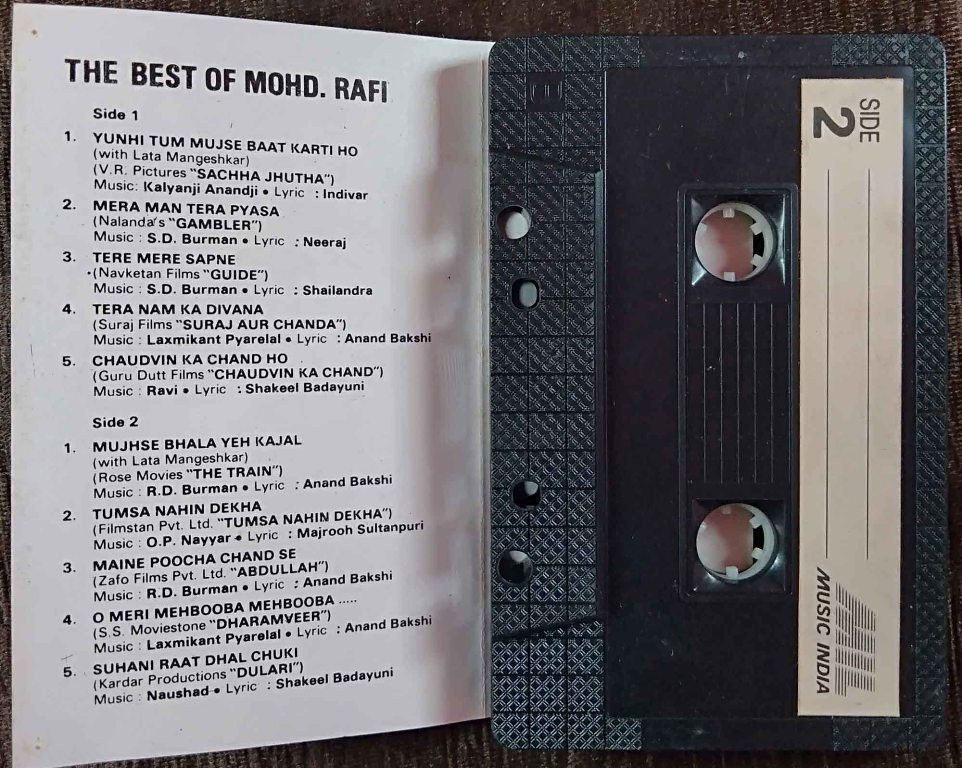 THE BEST OF MOHD. RAFI
Side 1
1. YUNHI TUM MUJSE BAAT KARTI HO
(with Lata Mangeshkar)
(V.R. Pictures "SACHHA JHUTHA")
Music: Kalyanji Anandji • Lyric : Indivar
2. MERA MAN TERA PYASA
(Nalanda's "GAMBLER")
Music : S.D. Burman • Lyric : Neeraj
3. TERE MERE SAPNE
(Navketan Films "GUIDE")
Music : S.D. Burman • Lyric : Shailandra
4. TERA NAM KA DIVANA
(Suraj Films "SURAJ AUR CHANDA")
Music : Laxmikant Pyarelal • Lyric : Anand Bakshi
5. CHAUDVIN KA CHAND HO
(Guru Dutt Films "CHAUDVIN KA CHAND")
Music : Ravi • Lyric : Shakeel Badayuni
Side 2
1. MUJHSE BHALA YEH KAJAL
(with Lata Mangeshkar)
(Rose Movies "THE TRAIN")
Music : R.D. Burman • Lyric : Anand Bakshi
2. TUMSA NAHIN DEKHA
(Filmstan Pvt. Ltd. "TUMSA NAHIN DEKHA")
Music : O.P. Nayyar • Lyric : Majrooh Sultanpuri
3. MAINE POOCHA CHAND SE
(Zafo Films Pvt. Ltd. "ABDULLAH")
Music : R.D. Burman • Lyric : Anand Bakshi
4. O MERI MEHBOOBA MEHBOOBA .....
(S.S. Moviestone "DHARAMVEER")
Music : Laxmikant Pyarelal • Lyric : Anand Bakshi
5. SUHANI RAAT DHAL CHUKI
(Kardar Productions "DULARI")
Music : Naushad • Lyric : Shakeel Badayuni
SIDE
2
MUSIC INDIA